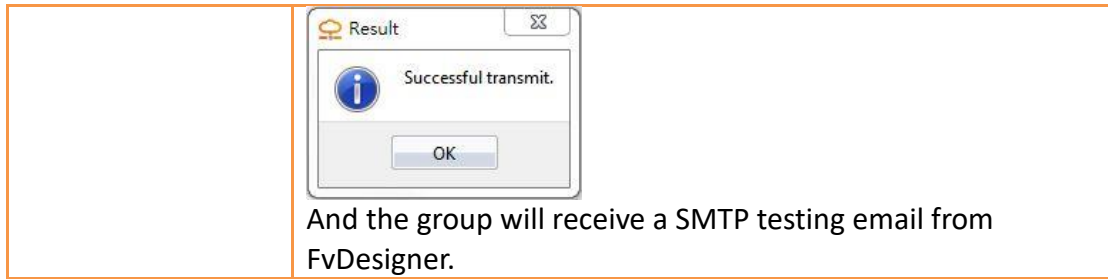 Result
Successful transmit.
OK
And the group will receive a SMTP testing email from
FvDesigner.